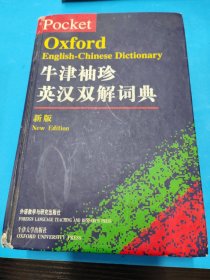 Pocket
Oxford
English-Chinese Dictionary
牛津袖珍
英汉双解词典
新版
New Edition
外语教学与研究出版社
FOREIGN LANGUAGE TEACHING AND RESEARCH PRESS
牛津大学出版社
OXFORD UNIVERSITY PRESS